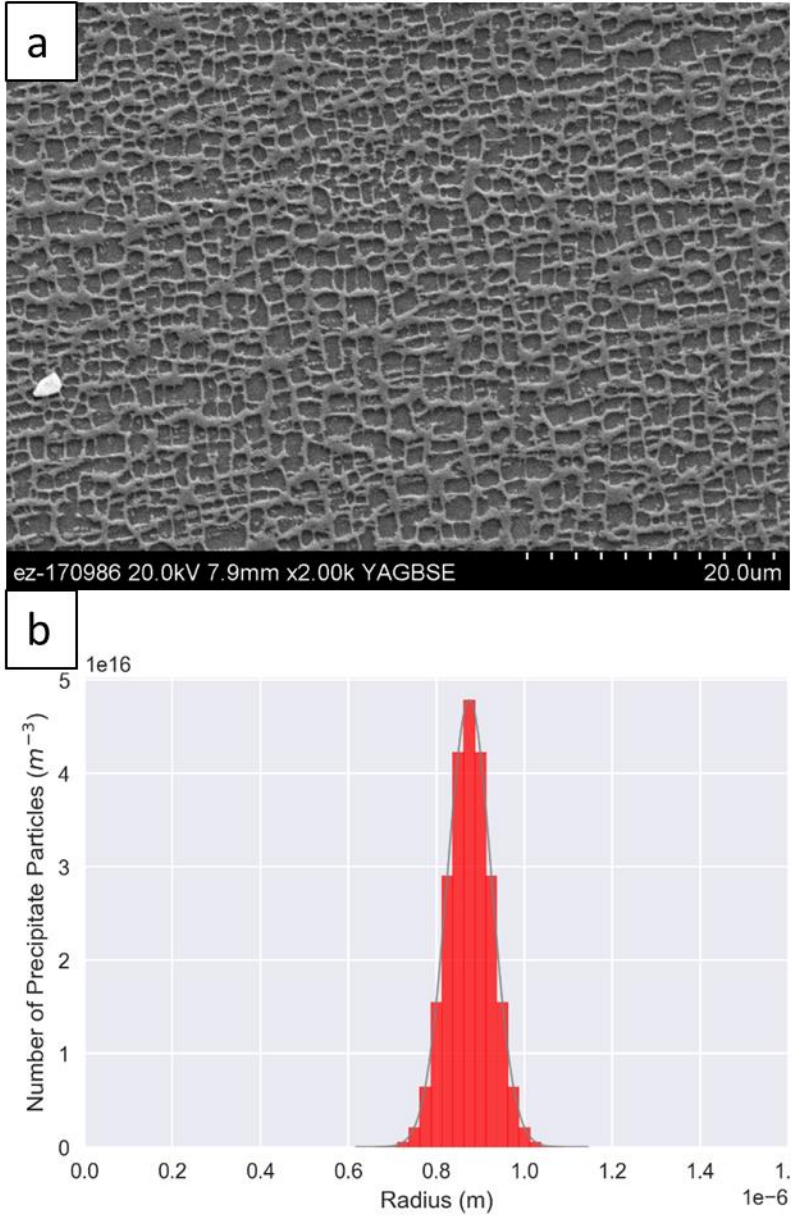 a
ez-170986 20.0kV 7.9mm x2.00k YAGBSE 20.0um
b
1e16
5
4
3
2
1
0
Number of Precipitate Particles (m⁻³)
0.0 0.2 0.4 0.6 0.8 1.0 1.2 1.4 1.
1e-6
Radius (m)